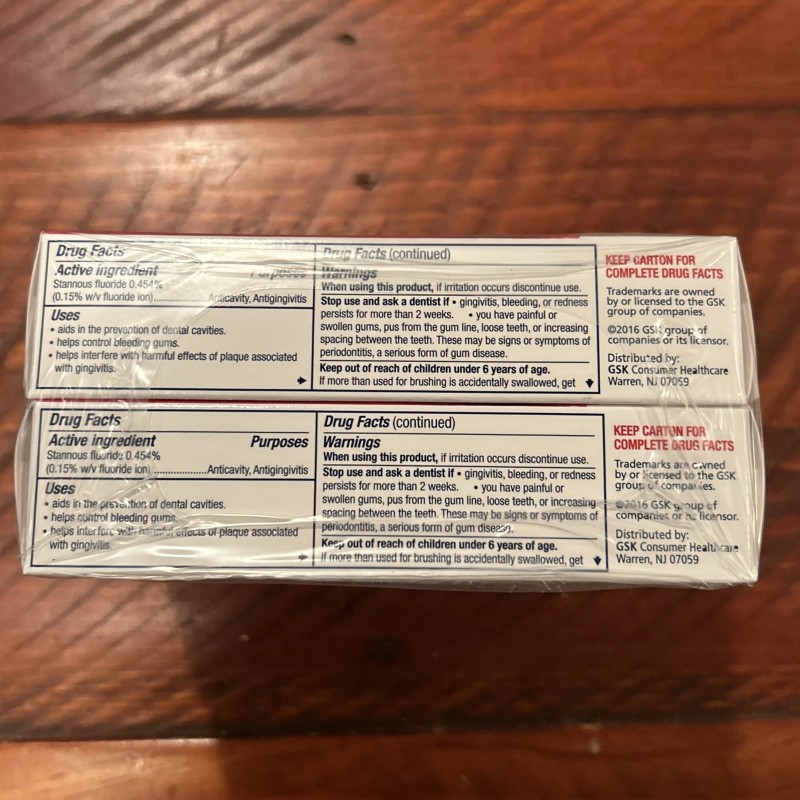 Drug Facts
Active ingredient Purposes
Stannous fluoride 0.454%
(0.15% w/v fluoride ion)..................Anticavity, Antigingivitis
Uses
• aids in the prevention of dental cavities.
• helps control bleeding gums.
• helps interfere with harmful effects of plaque associated
with gingivitis.
Drug Facts (continued)
Warnings
When using this product, if irritation occurs discontinue use.
Stop use and ask a dentist if • gingivitis, bleeding, or redness
persists for more than 2 weeks. • you have painful or
swollen gums, pus from the gum line, loose teeth, or increasing
spacing between the teeth. These may be signs or symptoms of
periodontitis, a serious form of gum disease.
Keep out of reach of children under 6 years of age.
If more than used for brushing is accidentally swallowed, get
KEEP CARTON FOR
COMPLETE DRUG FACTS
Trademarks are owned
by or licensed to the GSK
group of companies.
©2016 GSK group of
companies or its licensor.
Distributed by:
GSK Consumer Healthcare
Warren, NJ 07059
Drug Facts
Active ingredient Purposes
Stannous fluoride 0.454%
(0.15% w/v fluoride ion)..................Anticavity, Antigingivitis
Uses
• aids in the prevention of dental cavities.
• helps control bleeding gums.
• helps interfere with harmful effects of plaque associated
with gingivitis.
Drug Facts (continued)
Warnings
When using this product, if irritation occurs discontinue use.
Stop use and ask a dentist if • gingivitis, bleeding, or redness
persists for more than 2 weeks. • you have painful or
swollen gums, pus from the gum line, loose teeth, or increasing
spacing between the teeth. These may be signs or symptoms of
periodontitis, a serious form of gum disease.
Keep out of reach of children under 6 years of age.
If more than used for brushing is accidentally swallowed, get
KEEP CARTON FOR
COMPLETE DRUG FACTS
Trademarks are owned
by or licensed to the GSK
group of companies.
©2016 GSK group of
companies or its licensor.
Distributed by:
GSK Consumer Healthcare
Warren, NJ 07059